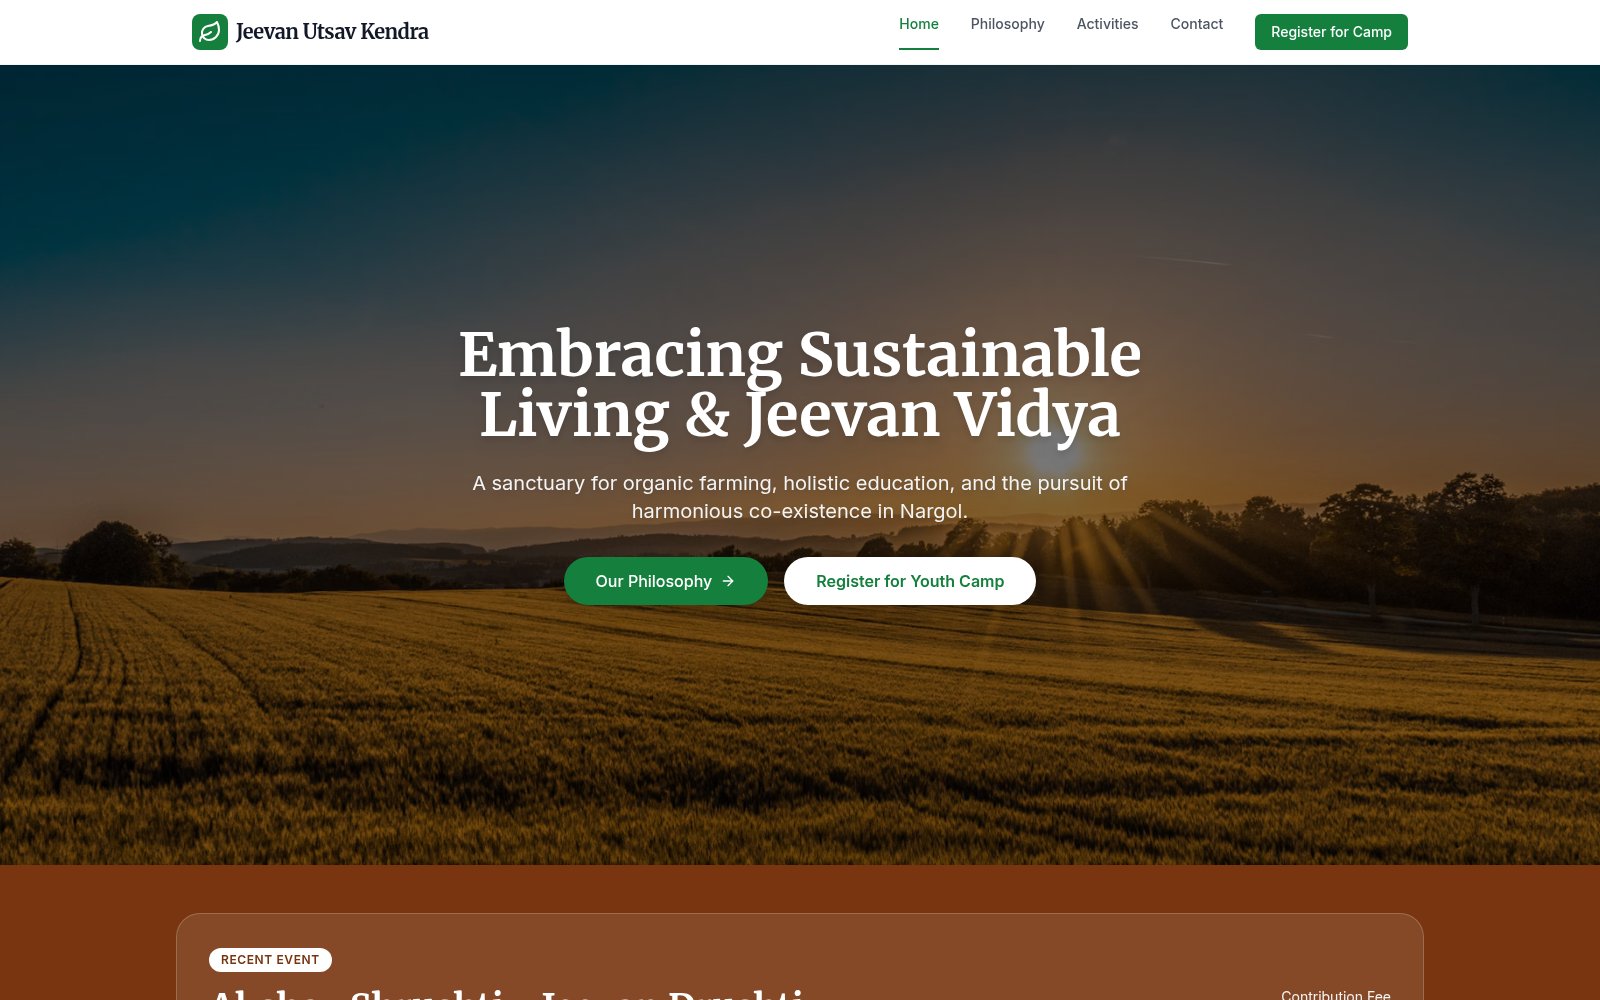 Jeevan Utsav Kendra
Home
Philosophy
Activities
Contact
Register for Camp
Embracing Sustainable
Living & Jeevan Vidya
A sanctuary for organic farming, holistic education, and the pursuit of
harmonious co-existence in Nargol.
Our Philosophy
Register for Youth Camp
RECENT EVENT
Contribution Fee